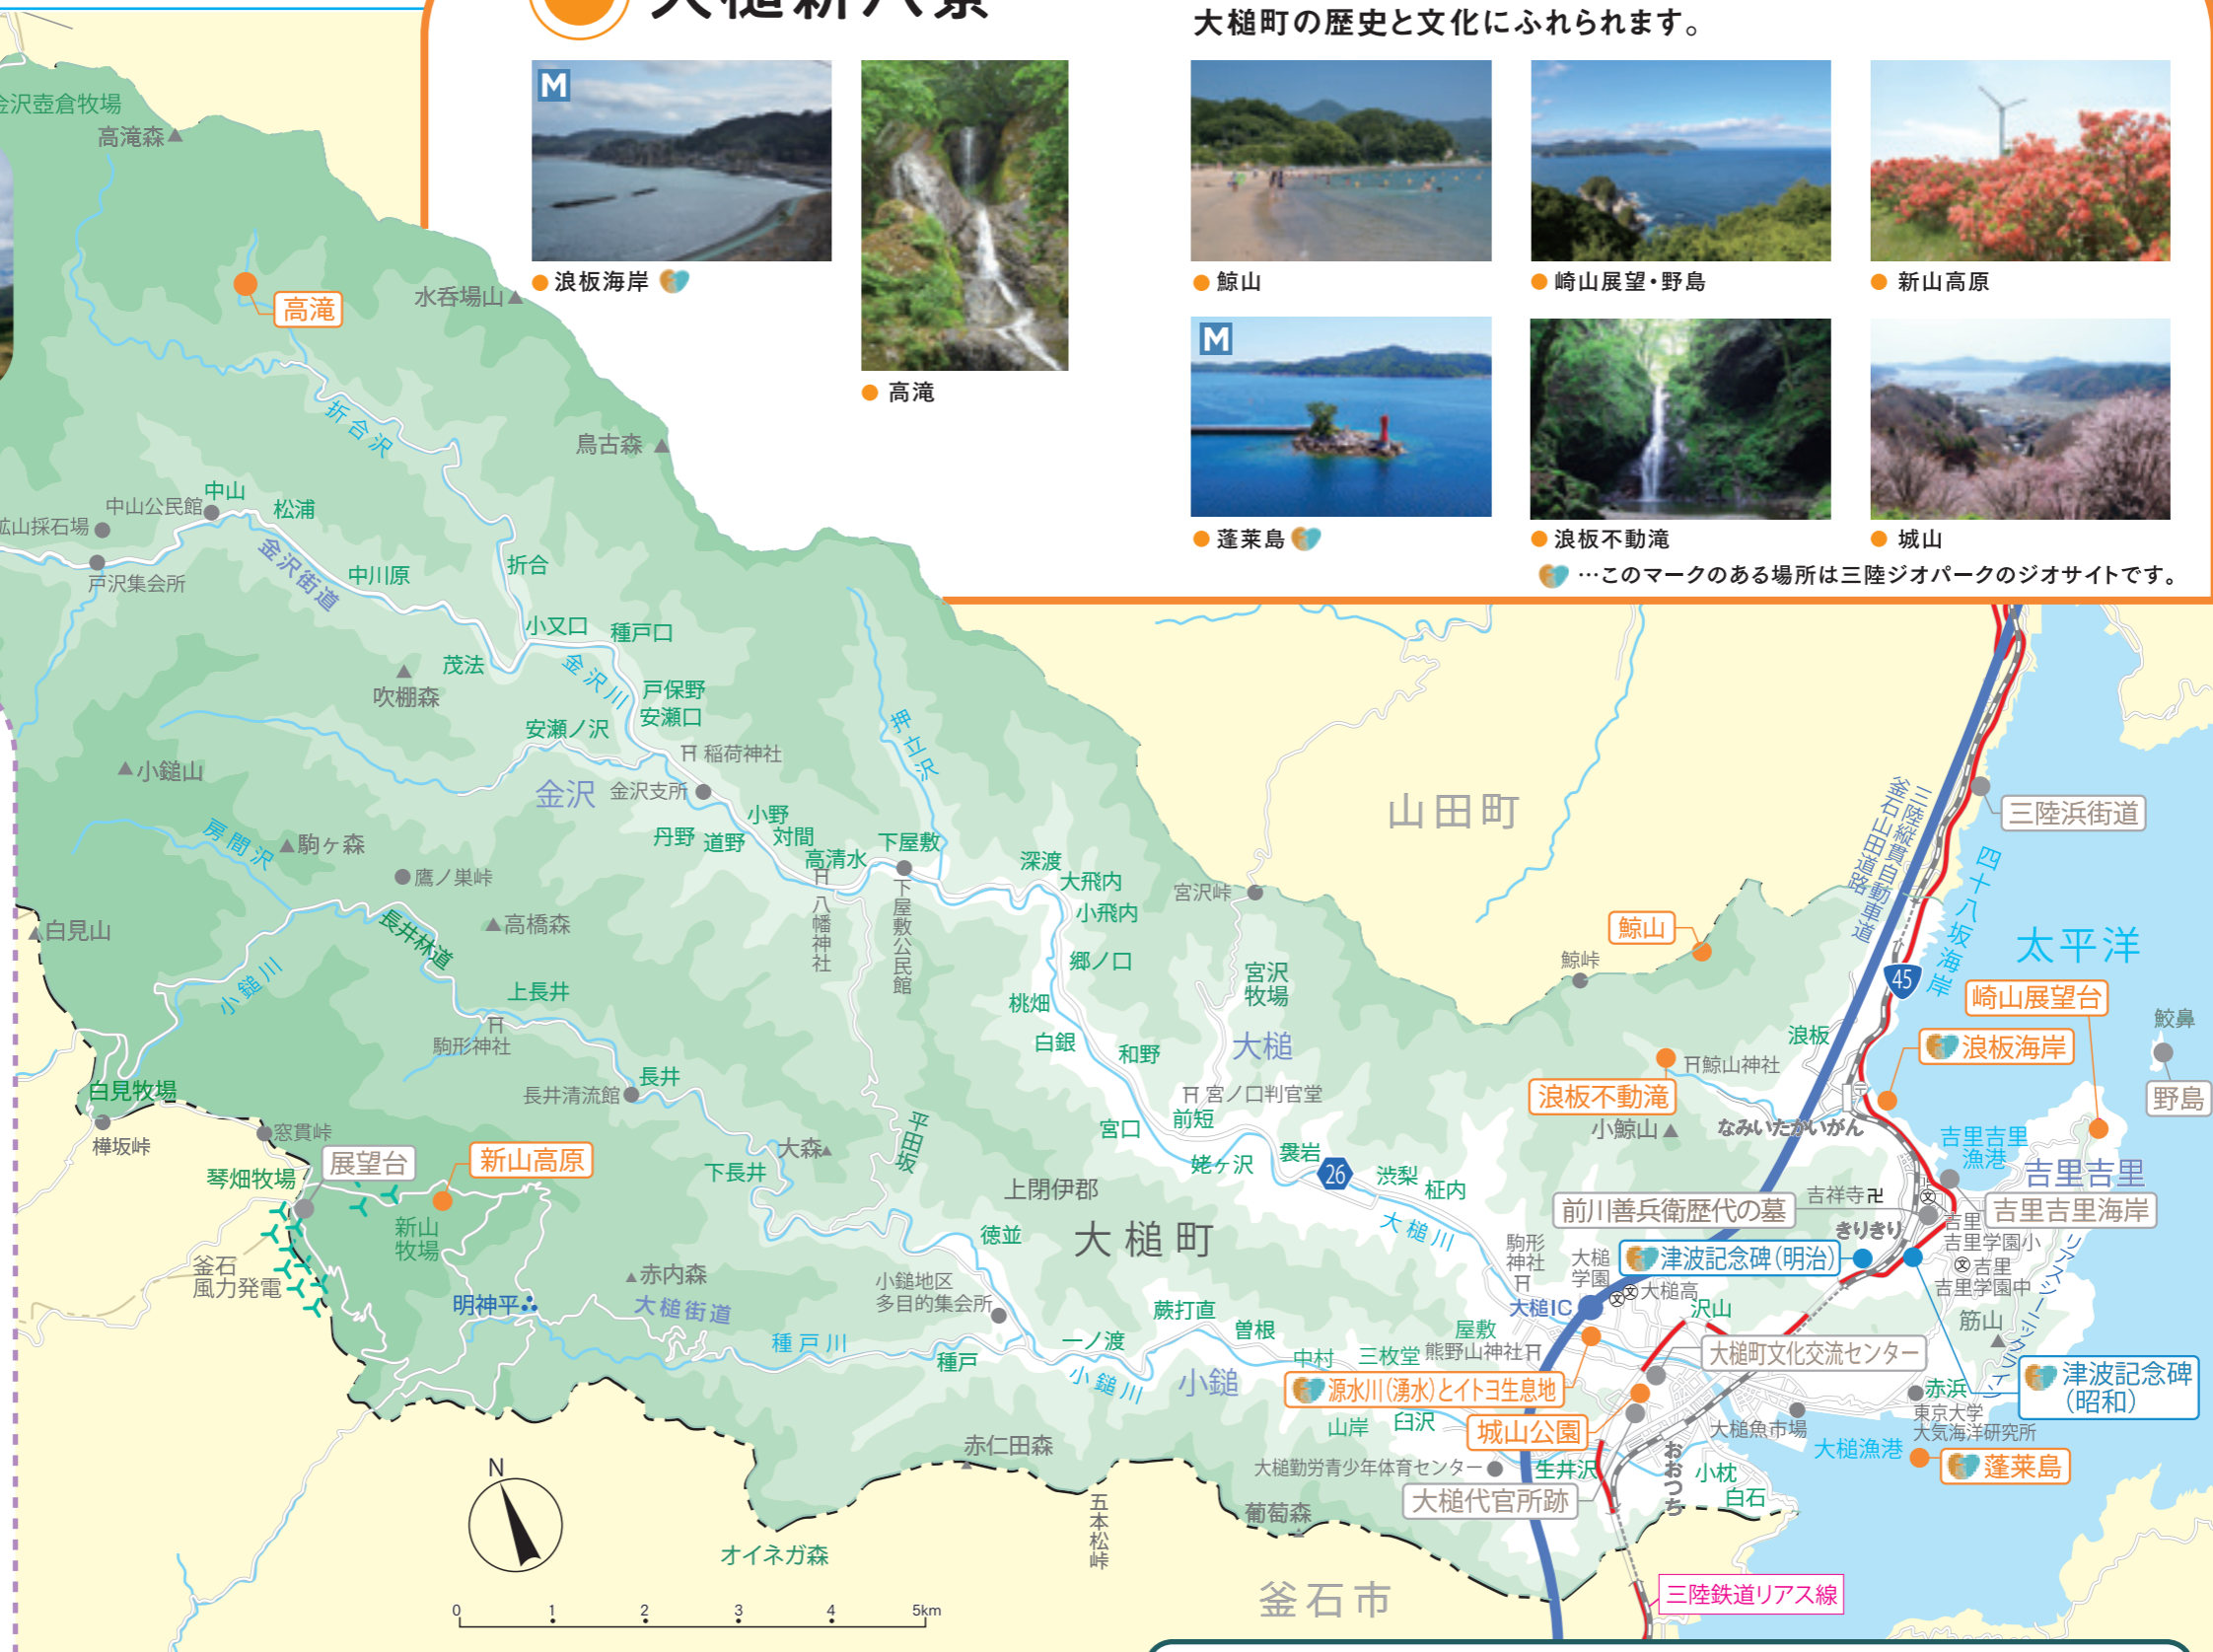 大槌新八景
大槌町の歴史と文化にふれられます。
M
浪板海岸
高滝
鯨山
崎山展望・野島
新山高原
M
蓬莱島
浪板不動滝
城山
…このマークのある場所は三陸ジオパークのジオサイトです。
金沢壺倉牧場
高滝森
高滝
水呑場山
折合沢
鳥古森
中山公民館
中山
松浦
鉱山採石場
戸沢集会所
金沢街道
中川原
折合
小又口
種戸口
茂法
金沢川
吹棚森
戸保野
安瀬口
安瀬ノ沢
稲荷神社
押立沢
小鎚山
金沢
金沢支所
小野
丹野
道野
対間
高清水
下屋敷
八幡神社
下屋敷公民館
深渡
大飛内
小飛内
郷ノ口
房間沢
駒ヶ森
鷹ノ巣峠
白見山
長井林道
高橋森
小鎚川
上長井
駒形神社
桃畑
白銀
和野
宮沢峠
宮沢
牧場
大槌
宮ノ口判官堂
山田町
鯨山
鯨峠
三陸縦貫自動車道
釜石山田道路
三陸浜街道
四十八坂海岸
太平洋
45
崎山展望台
浪板海岸
浪板
鮫鼻
野島
白見牧場
樺坂峠
窓貫峠
長井清流館
長井
大森
平田坂
下長井
宮口
前短
姥ヶ沢
袰岩
26
渋梨
柾内
浪板不動滝
鯨山神社
小鯨山
なみいたかいがん
吉里吉里
漁港
吉里吉里
琴畑牧場
展望台
新山高原
新山
牧場
釜石
風力発電
上閉伊郡
大槌町
徳並
大槌川
前川善兵衛歴代の墓
吉祥寺
きりきり
吉里吉里海岸
吉里
吉里学園小
吉里
吉里学園中
津波記念碑(明治)
駒形
神社
大槌
学園
大槌高
大槌IC
沢山
筋山
リアスシーニックライン
赤内森
明神平
大槌街道
小鎚地区
多目的集会所
種戸川
種戸
一ノ渡
蕨打直
曽根
小鎚川
小鎚
中村
三枚堂
屋敷
熊野山神社
大槌町文化交流センター
源水川(湧水)とイトヨ生息地
津波記念碑
(昭和)
山岸
臼沢
城山公園
大槌魚市場
赤浜
東京大学
大気海洋研究所
大槌漁港
蓬莱島
赤仁田森
大槌勤労青少年体育センター
生井沢
おおつち
小枕
白石
大槌代官所跡
N
五本松峠
葡萄森
オイネガ森
釜石市
三陸鉄道リアス線
0 1 2 3 4 5km